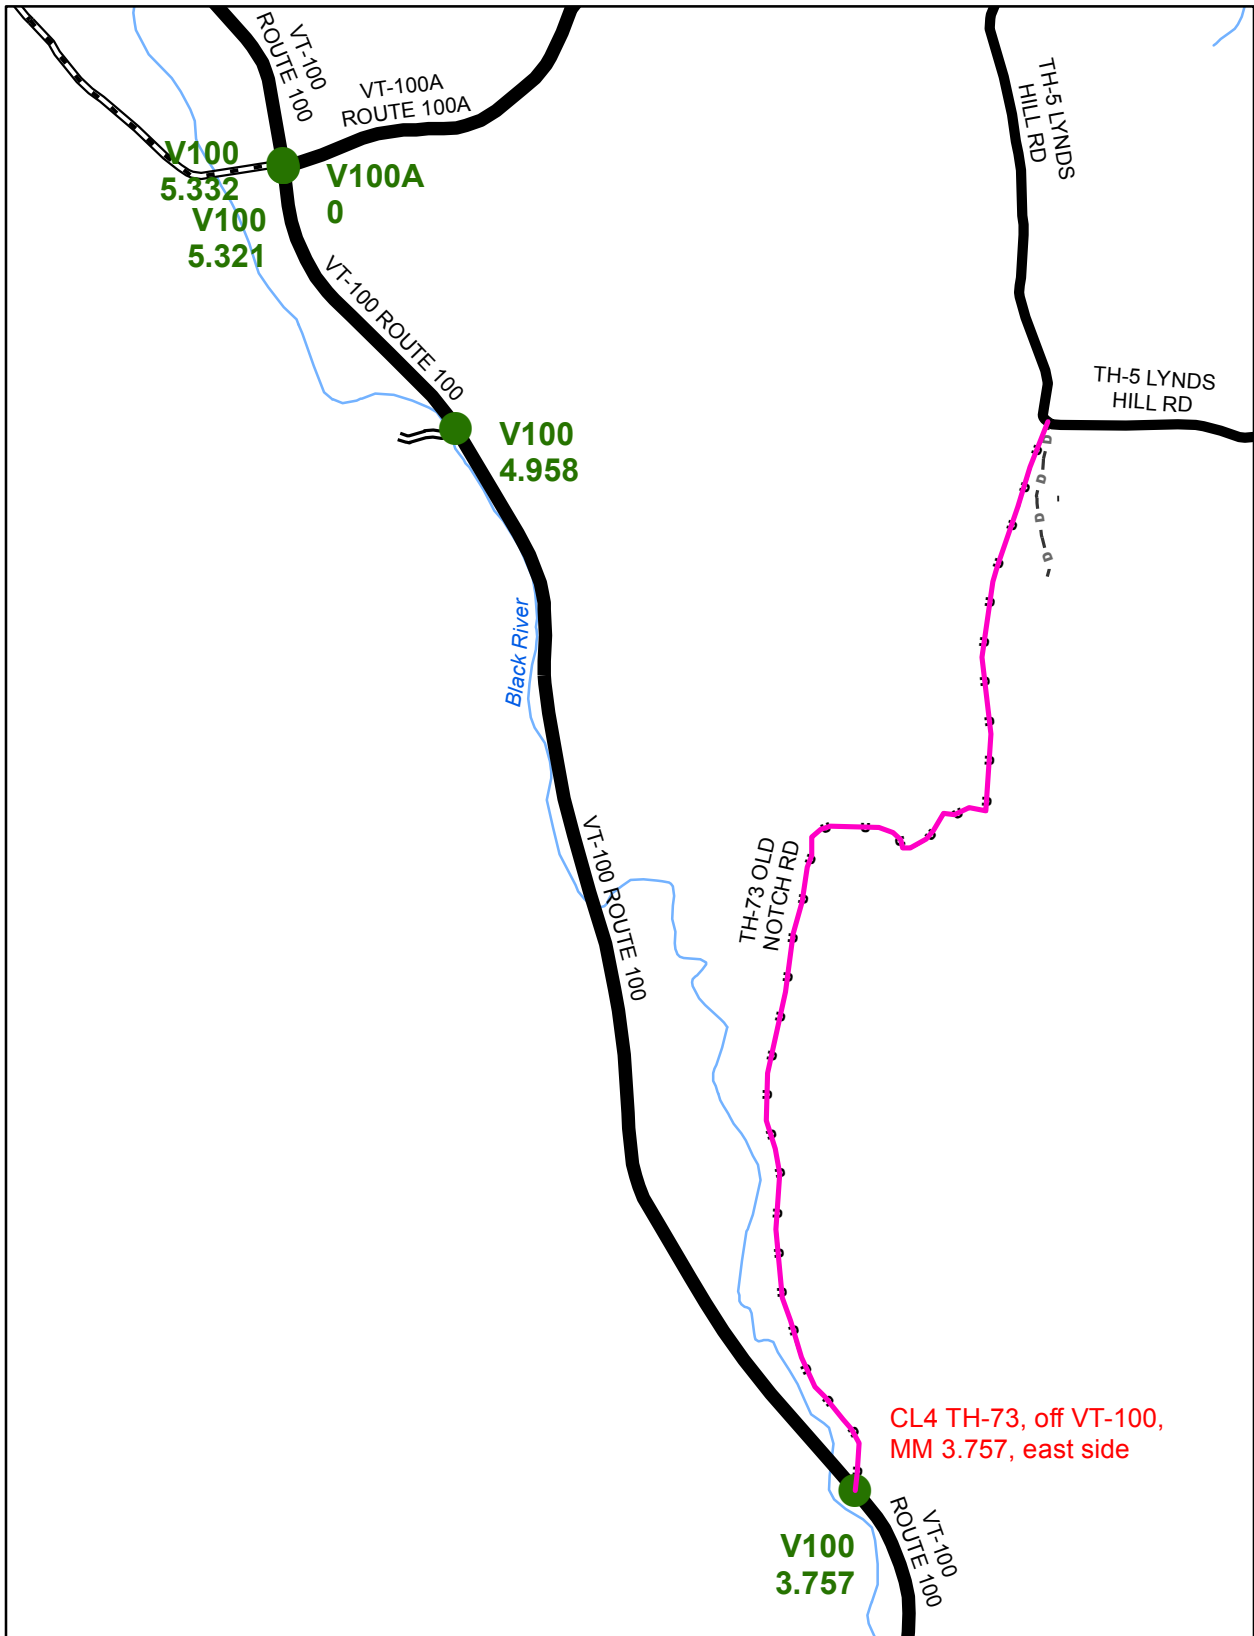 VT-100
ROUTE 100
VT-100A
ROUTE 100A
TH-5 LYNDS
HILL RD
V100
5.332
V100A
0
V100
5.321
VT-100 ROUTE 100
TH-5 LYNDS
HILL RD
V100
4.958
D
D
D
D
Black River
VT-100 ROUTE 100
TH-73 OLD
NOTCH RD
CL4 TH-73, off VT-100,
MM 3.757, east side
VT-100
ROUTE 100
V100
3.757